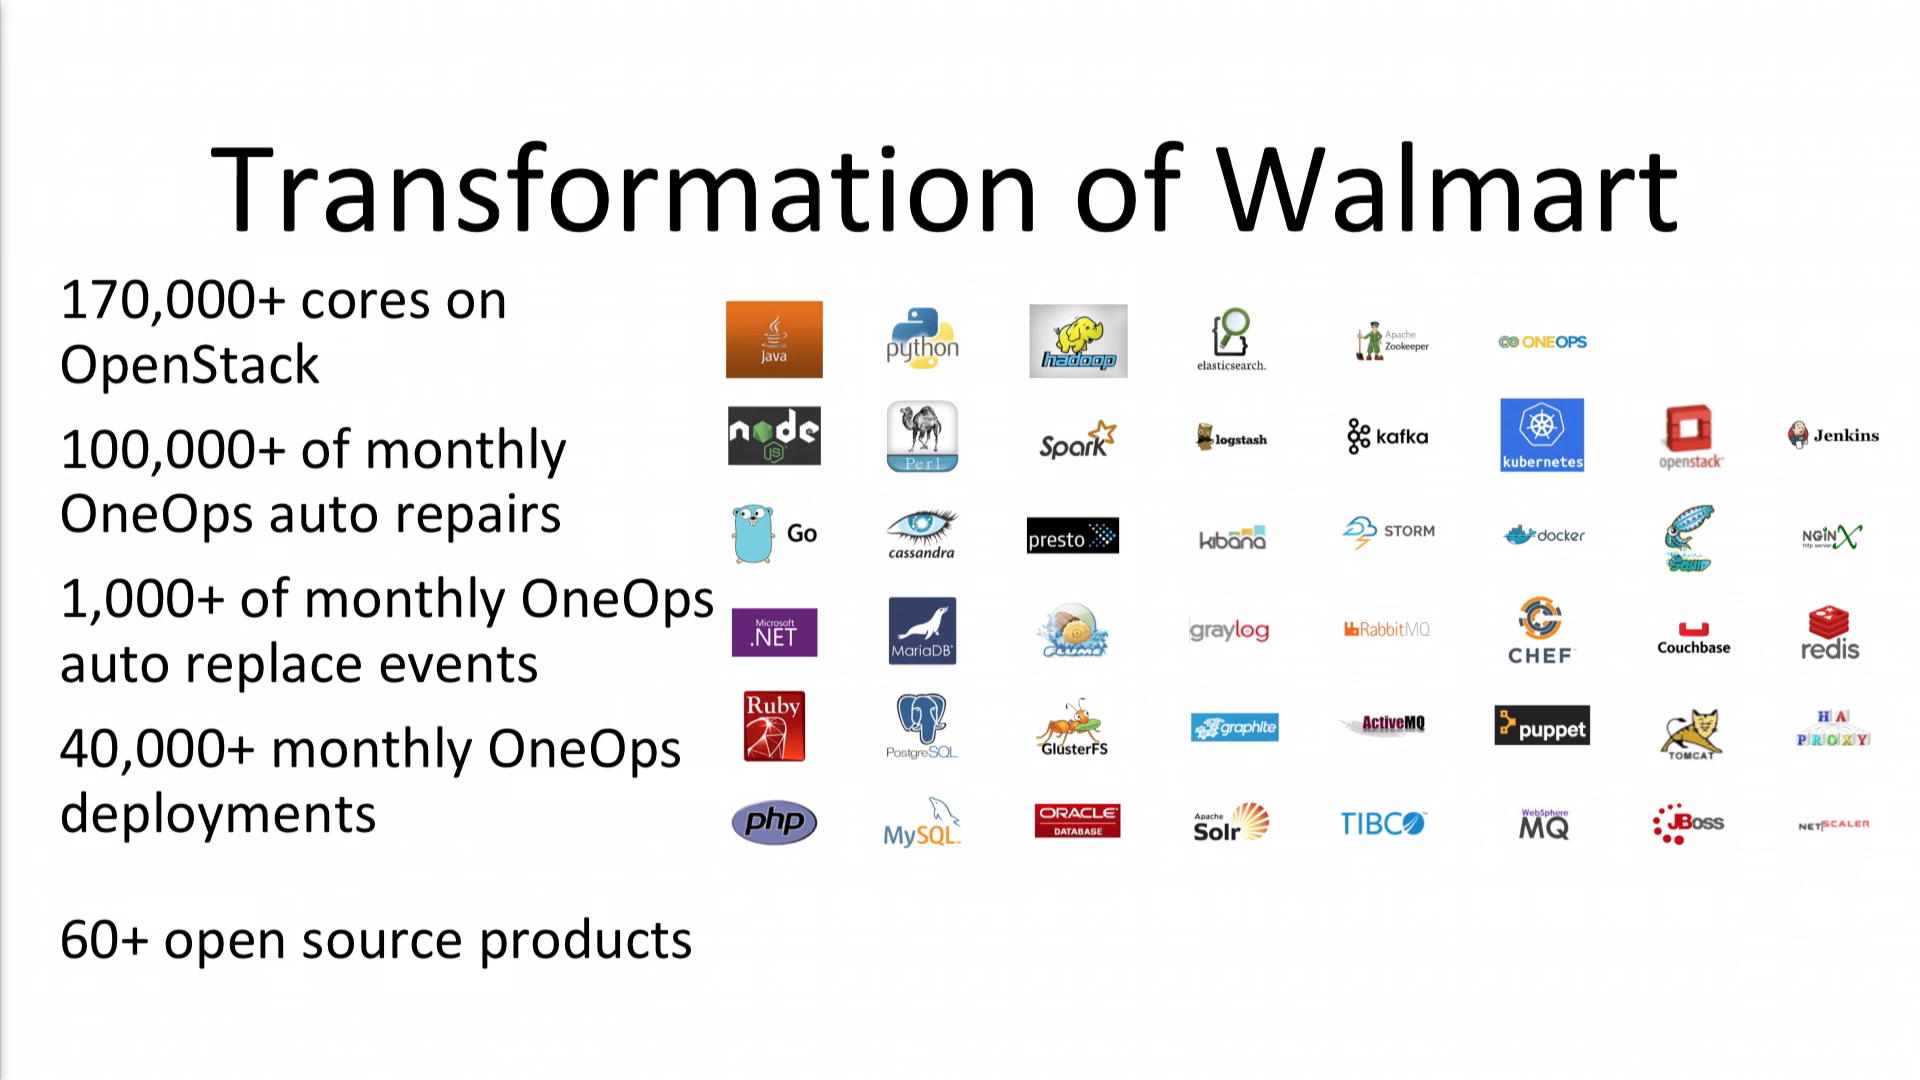 Transformation of Walmart
170,000+ cores on
OpenStack
100,000+ of monthly
OneOps auto repairs
1,000+ of monthly OneOps
auto replace events
40,000+ monthly OneOps
deployments
60+ open source products
Java
python
hadoop
elasticsearch.
Apache
Zookeeper
ONEOPS
node
JS
Perl
Spark
logstash
kafka
kubernetes
openstack
Jenkins
Go
cassandra
presto
kibana
STORM
docker
Squid
NGiNX
http server
Microsoft
.NET
MariaDB
FLUME
graylog
RabbitMQ
CHEF
Couchbase
redis
Ruby
PostgreSQL
GlusterFS
graphite
ActiveMQ
puppet
TOMCAT
HA
PROXY
php
MySQL
ORACLE
DATABASE
Apache
Solr
TIBCO
WebSphere
MQ
JBoss
NETSCALER